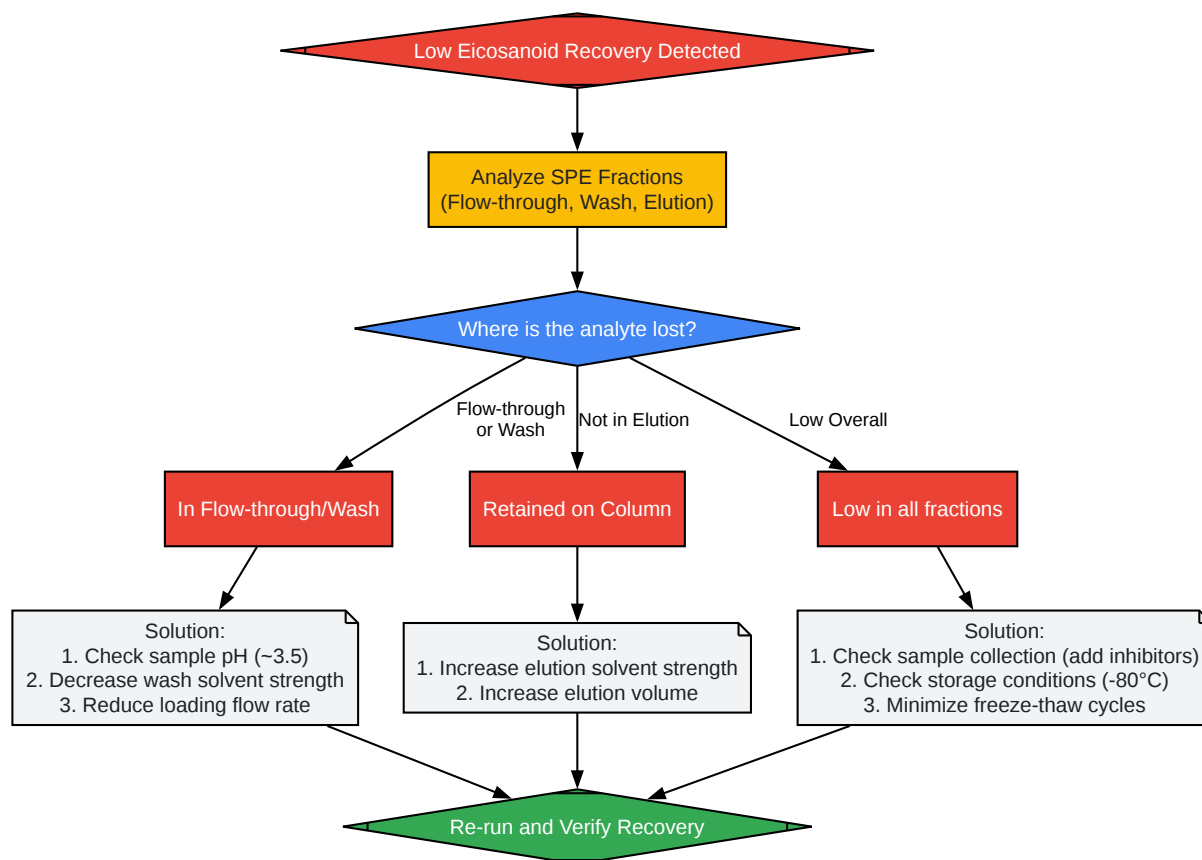 Low Eicosanoid Recovery Detected
Analyze SPE Fractions
(Flow-through, Wash, Elution)
Where is the analyte lost?
Flow-through
or Wash
Not in Elution
Low Overall
In Flow-through/Wash
Retained on Column
Low in all fractions
Solution:
1. Check sample pH (~3.5)
2. Decrease wash solvent strength
3. Reduce loading flow rate
Solution:
1. Increase elution solvent strength
2. Increase elution volume
Solution:
1. Check sample collection (add inhibitors)
2. Check storage conditions (-80°C)
3. Minimize freeze-thaw cycles
Re-run and Verify Recovery